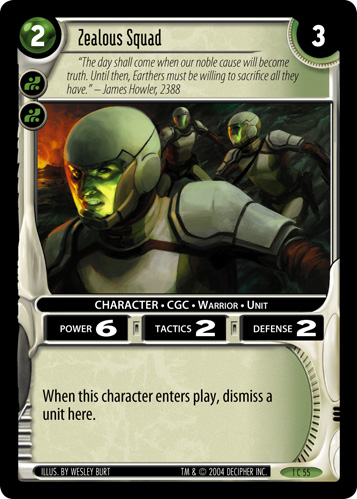 2 Zealous Squad 3
"The day shall come when our noble cause will become
truth. Until then, Earthers must be willing to sacrifice all they
have." – James Howler, 2388
CHARACTER • CGC • WARRIOR • UNIT
POWER 6 TACTICS 2 DEFENSE 2
When this character enters play, dismiss a
unit here.
ILLUS. BY WESLEY BURT TM & © 2004 DECIPHER INC. 1 C 55